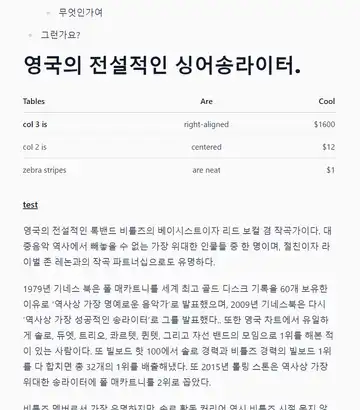 무엇인가여
그런가요?
영국의 전설적인 싱어송라이터.
Tables Are Cool
col 3 is right-aligned $1600
col 2 is centered $12
zebra stripes are neat $1
test
영국의 전설적인 록밴드 비틀즈의 베이시스트이자 리드 보컬 겸 작곡가이다. 대
중음악 역사에서 빼놓을 수 없는 가장 위대한 인물들 중 한 명이며, 절친이자 라
이벌 존 레논과의 작곡 파트너십으로도 유명하다.
1979년 기네스 북은 폴 매카트니를 세계 최고 골드 디스크 기록을 60개 보유한
이유로 '역사상 가장 명예로운 음악가'로 발표했으며, 2009년 기네스북은 다시
'역사상 가장 성공적인 송라이터'로 그를 발표했다.. 또한 영국 차트에서 유일하
게 솔로, 듀엣, 트리오, 콰르텟, 퀸텟, 그리고 자선 밴드의 모임으로 1위를 해본 적
이 있는 사람이다. 또 빌보드 핫 100에서 솔로 경력과 비틀즈 경력의 빌보드 1위
를 다 합치면 총 32개의 1위를 배출해냈다. 또 2015년 롤링 스톤은 역사상 가장
위대한 송라이터에 폴 매카트니를 2위로 꼽았다.
비틀즈 멤버로서 가장 유명하지만, 솔로 활동 커리어 역시 비틀즈 시절 못지 않